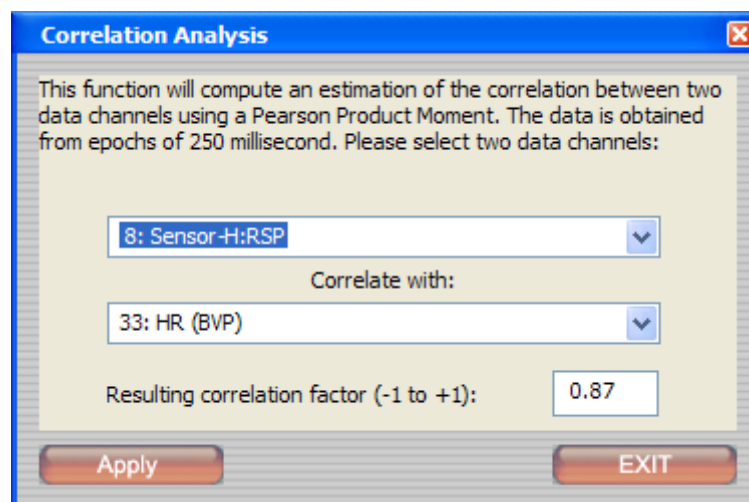 Correlation Analysis
This function will compute an estimation of the correlation between two
data channels using a Pearson Product Moment. The data is obtained
from epochs of 250 millisecond. Please select two data channels:
8: Sensor-H:RSP
Correlate with:
33: HR (BVP)
Resulting correlation factor (-1 to +1): 0.87
Apply EXIT